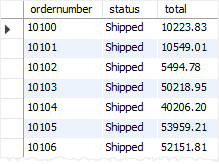 ordernumber status total
10100 Shipped 10223.83
10101 Shipped 10549.01
10102 Shipped 5494.78
10103 Shipped 50218.95
10104 Shipped 40206.20
10105 Shipped 53959.21
10106 Shipped 52151.81